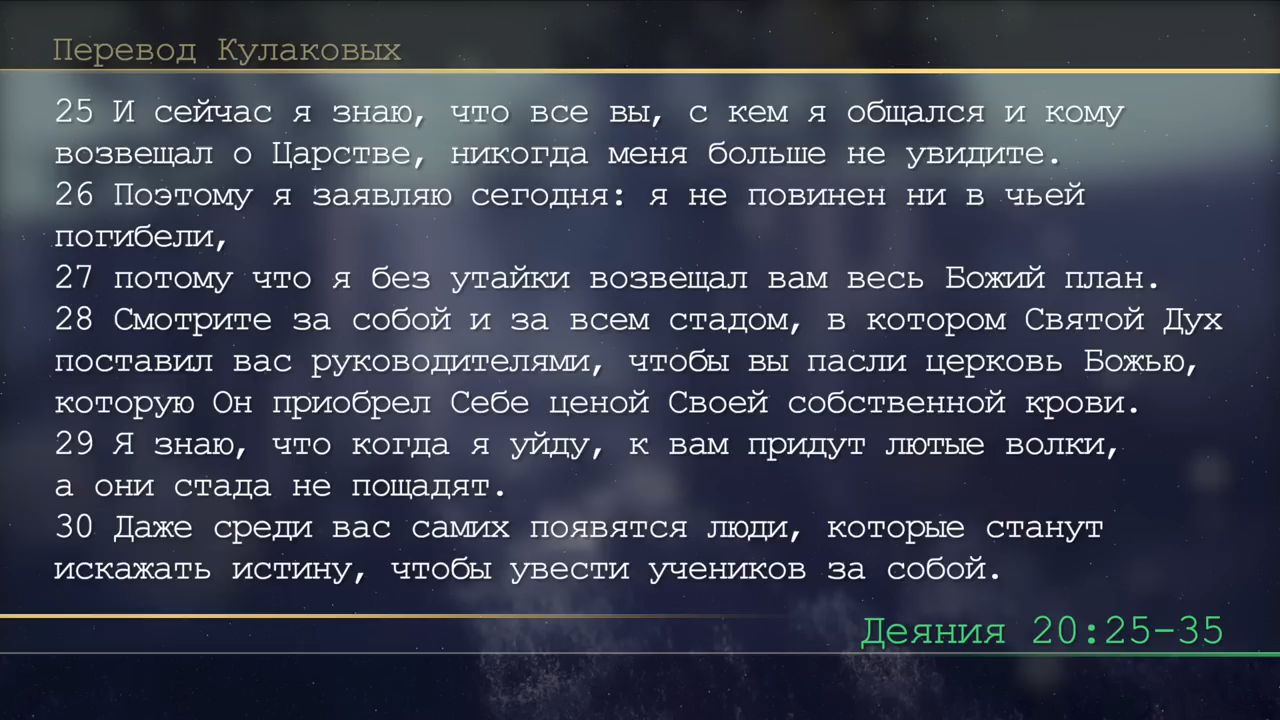 Перевод Кулаковых
25 И сейчас я знаю, что все вы, с кем я общался и кому
возвещал о Царстве, никогда меня больше не увидите.
26 Поэтому я заявляю сегодня: я не повинен ни в чьей
погибели,
27 потому что я без утайки возвещал вам весь Божий план.
28 Смотрите за собой и за всем стадом, в котором Святой Дух
поставил вас руководителями, чтобы вы пасли церковь Божью,
которую Он приобрел Себе ценой Своей собственной крови.
29 Я знаю, что когда я уйду, к вам придут лютые волки,
а они стада не пощадят.
30 Даже среди вас самих появятся люди, которые станут
искажать истину, чтобы увести учеников за собой.
Деяния 20:25-35